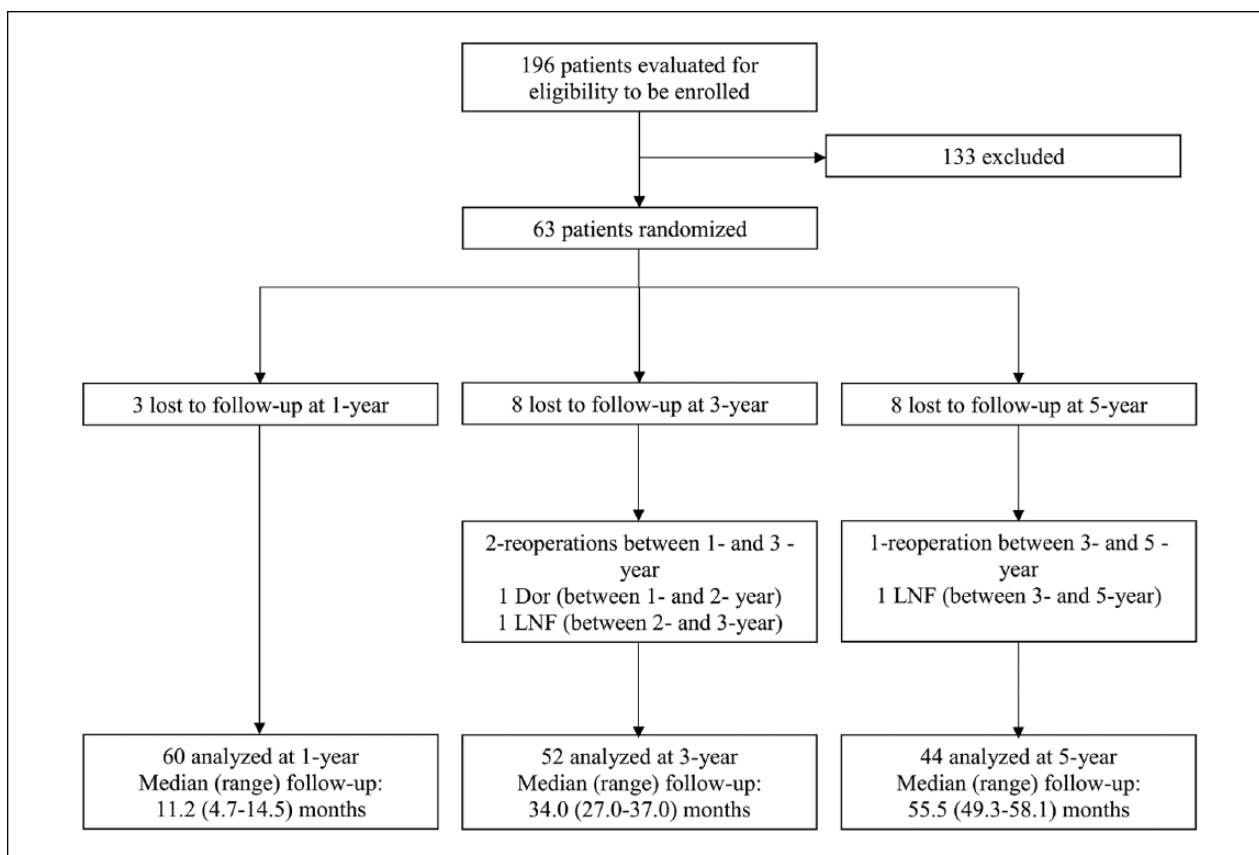 196 patients evaluated for
eligibility to be enrolled
133 excluded
63 patients randomized
3 lost to follow-up at 1-year
8 lost to follow-up at 3-year
8 lost to follow-up at 5-year
2-reoperations between 1- and 3 -
year
1 Dor (between 1- and 2- year)
1 LNF (between 2- and 3-year)
1-reoperation between 3- and 5 -
year
1 LNF (between 3- and 5-year)
60 analyzed at 1-year
Median (range) follow-up:
11.2 (4.7-14.5) months
52 analyzed at 3-year
Median (range) follow-up:
34.0 (27.0-37.0) months
44 analyzed at 5-year
Median (range) follow-up:
55.5 (49.3-58.1) months